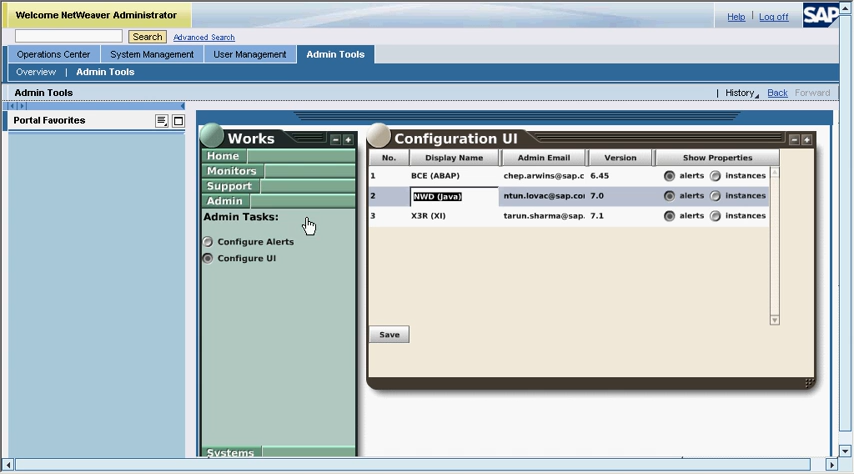 Welcome NetWeaver Administrator
Help Log off SAP
Search Advanced Search
Operations Center System Management User Management Admin Tools
Overview | Admin Tools
Admin Tools | History Back Forward
Portal Favorites
Works
Home
Monitors
Support
Admin
Admin Tasks:
Configure Alerts
Configure UI
Systems
Configuration UI
No. Display Name Admin Email Version Show Properties
1 BCE (ABAP) chep.arwins@sap.c 6.45 alerts instances
2 NWD (Java) ntun.lovac@sap.co 7.0 alerts instances
3 X3R (XI) tarun.sharma@sap. 7.1 alerts instances
Save